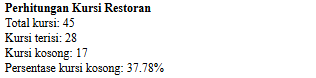 Perhitungan Kursi Restoran
Total kursi: 45
Kursi terisi: 28
Kursi kosong: 17
Persentase kursi kosong: 37.78%